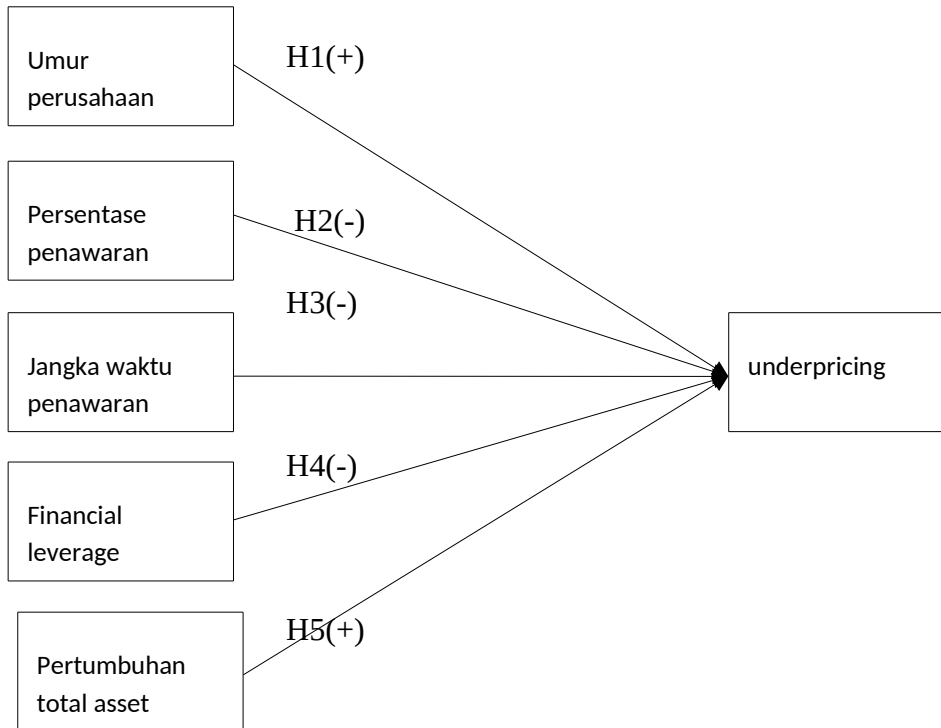 Umur
perusahaan
H1(+)
Persentase
penawaran
H2(-)
H3(-)
Jangka waktu
penawaran
underpricing
H4(-)
Financial
leverage
H5(+)
Pertumbuhan
total asset